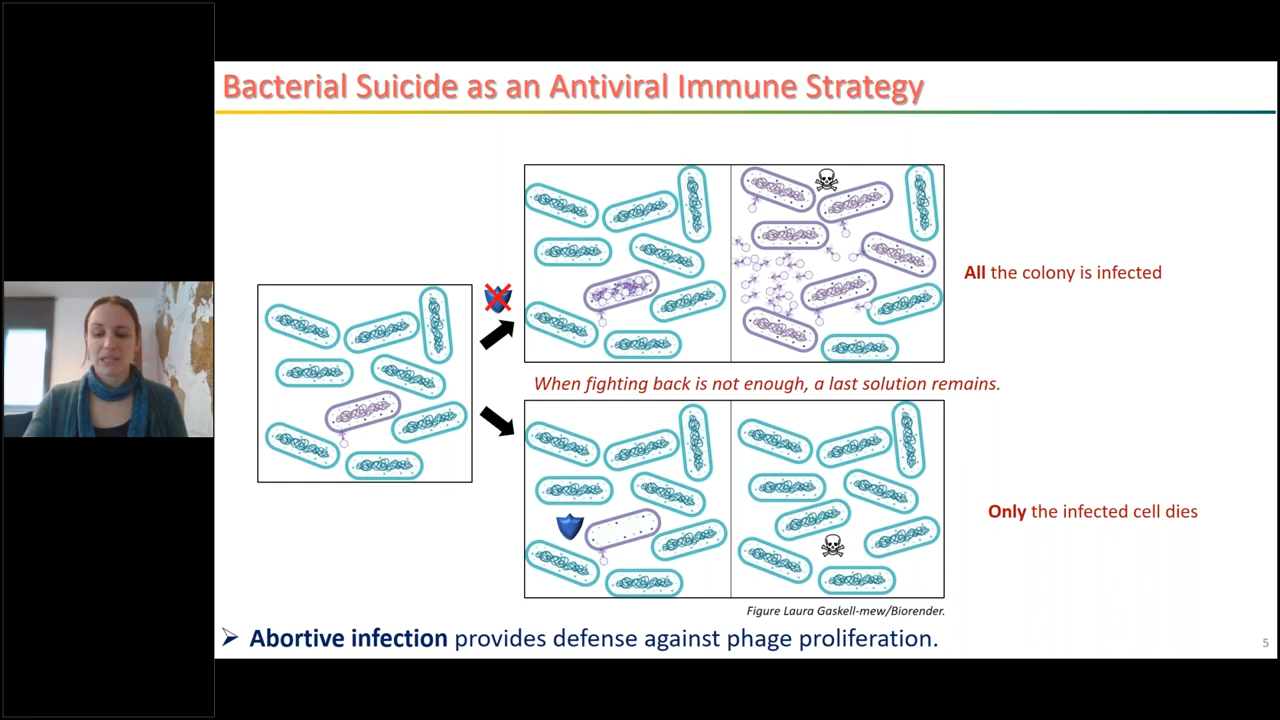 Bacterial Suicide as an Antiviral Immune Strategy
All the colony is infected
When fighting back is not enough, a last solution remains.
Only the infected cell dies
Figure Laura Gaskell-mew/Biorender.
Abortive infection provides defense against phage proliferation.
5